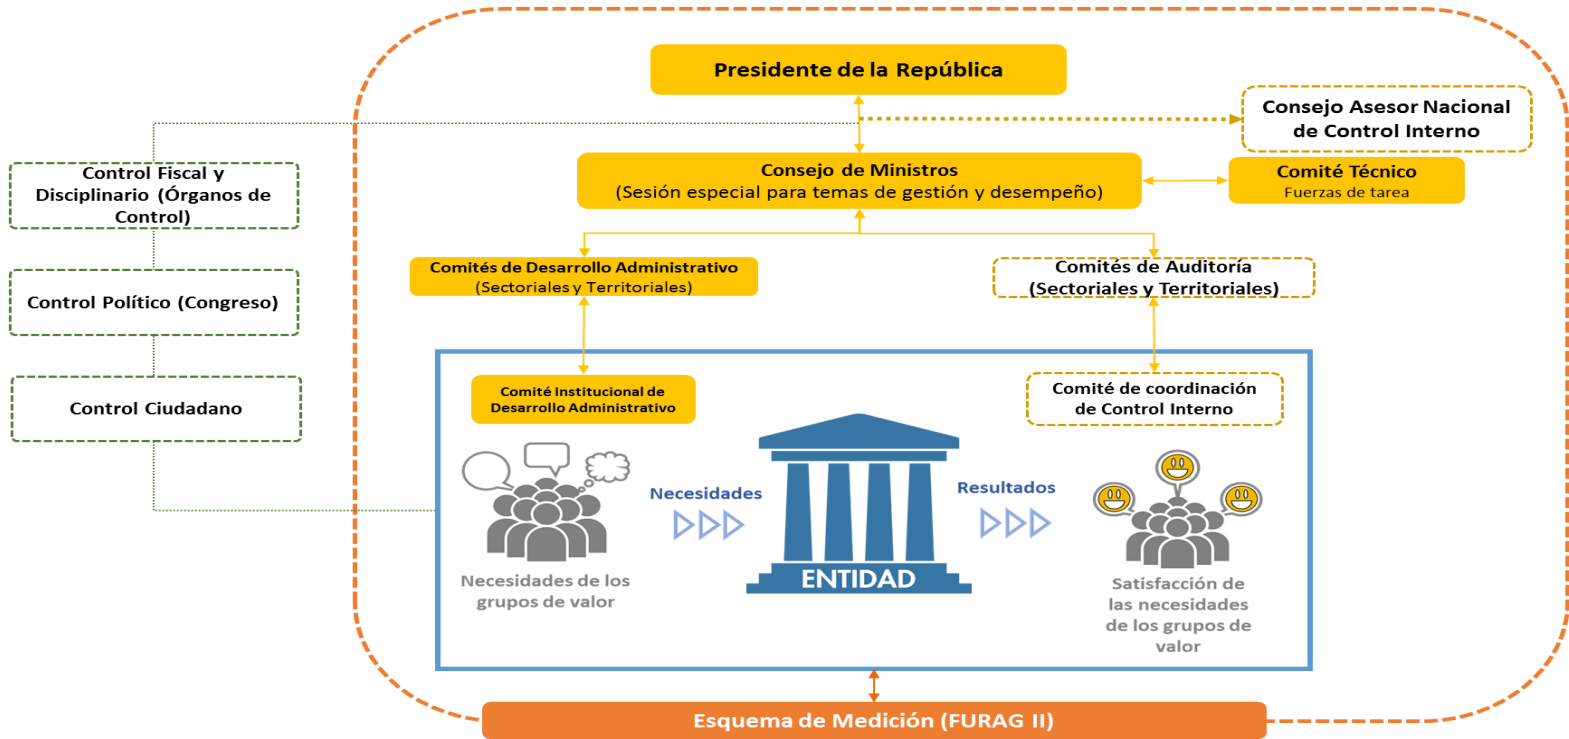 Presidente de la República
Consejo Asesor Nacional
de Control Interno
Consejo de Ministros
(Sesión especial para temas de gestión y desempeño)
Comité Técnico
Fuerzas de tarea
Control Fiscal y
Disciplinario (Órganos de
Control)
Control Político (Congreso)
Control Ciudadano
Comités de Desarrollo Administrativo
(Sectoriales y Territoriales)
Comités de Auditoría
(Sectoriales y Territoriales)
Comité Institucional de
Desarrollo Administrativo
Comité de coordinación
de Control Interno
Necesidades
Resultados
ENTIDAD
Necesidades de los
grupos de valor
Satisfacción de
las necesidades
de los grupos de
valor
Esquema de Medición (FURAG II)